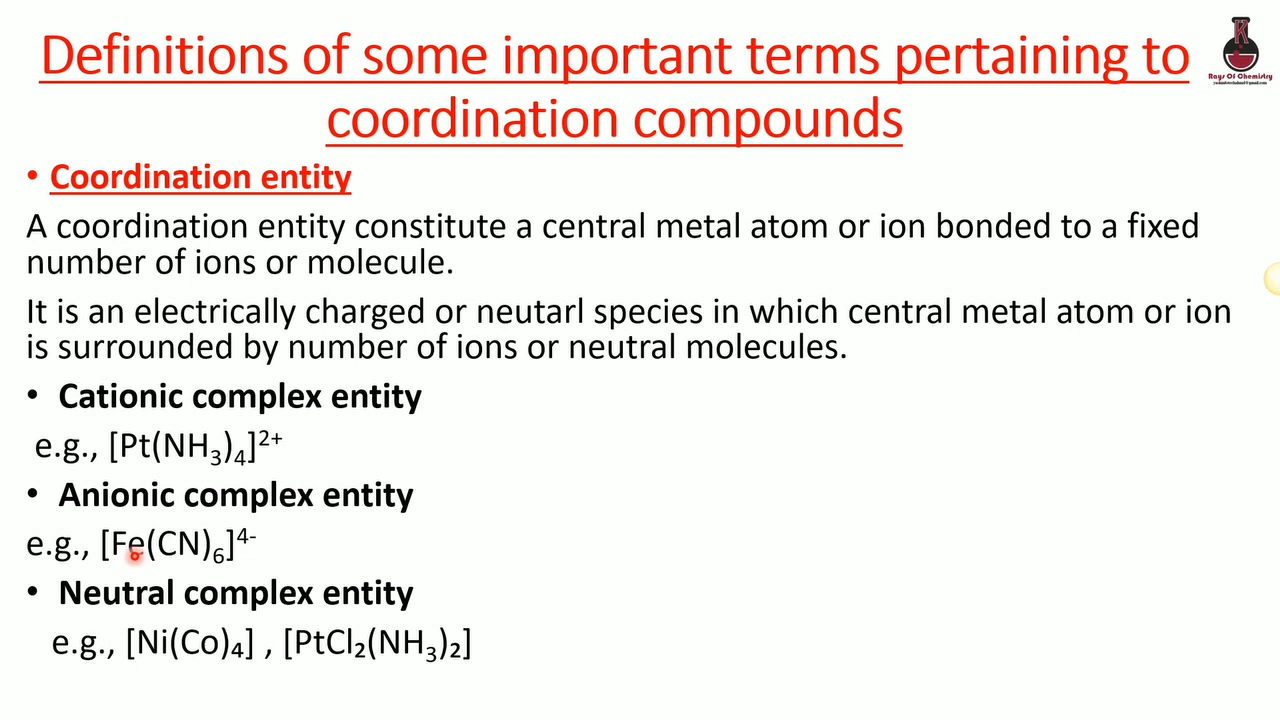 Definitions of some important terms pertaining to
coordination compounds
K
Rays Of Chemistry
• Coordination entity
A coordination entity constitute a central metal atom or ion bonded to a fixed
number of ions or molecule.
It is an electrically charged or neutarl species in which central metal atom or ion
is surrounded by number of ions or neutral molecules.
• Cationic complex entity
e.g., [Pt(NH₃)₄]²⁺
• Anionic complex entity
e.g., [Fe(CN)₆]⁴⁻
• Neutral complex entity
e.g., [Ni(Co)₄] , [PtCl₂(NH₃)₂]